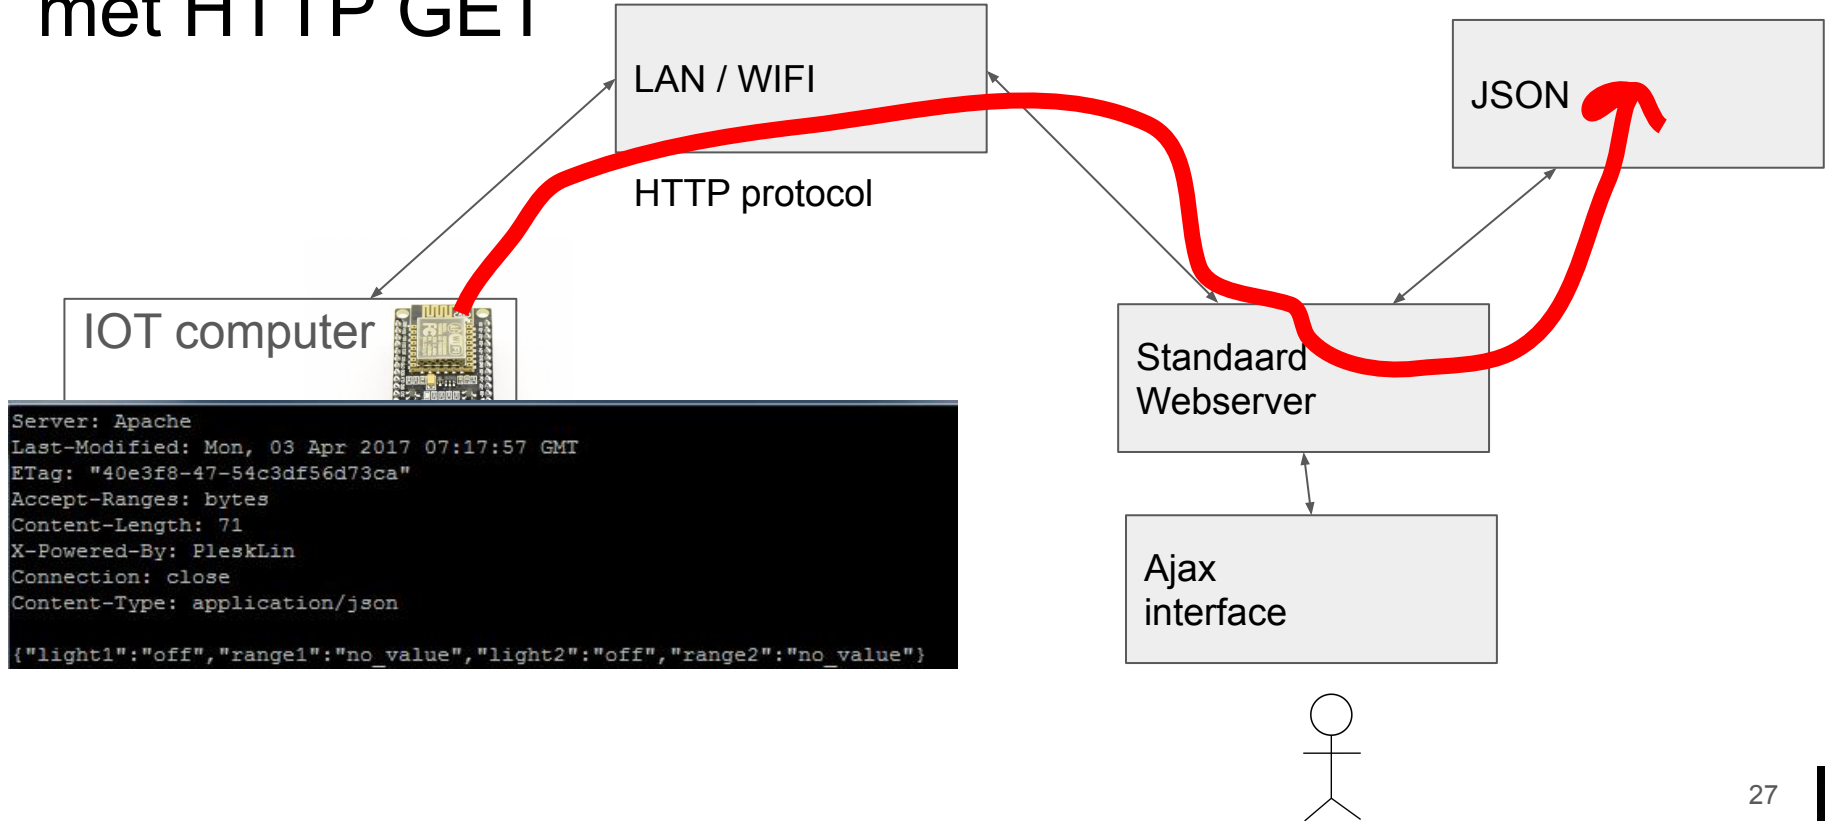 met HTTP GET
LAN / WIFI
JSON
HTTP protocol
IOT computer
Standaard
Webserver
Server: Apache
Last-Modified: Mon, 03 Apr 2017 07:17:57 GMT
ETag: "40e3f8-47-54c3df56d73ca"
Accept-Ranges: bytes
Content-Length: 71
X-Powered-By: PleskLin
Connection: close
Content-Type: application/json
{"light1":"off","range1":"no_value","light2":"off","range2":"no_value"}
Ajax
interface
27